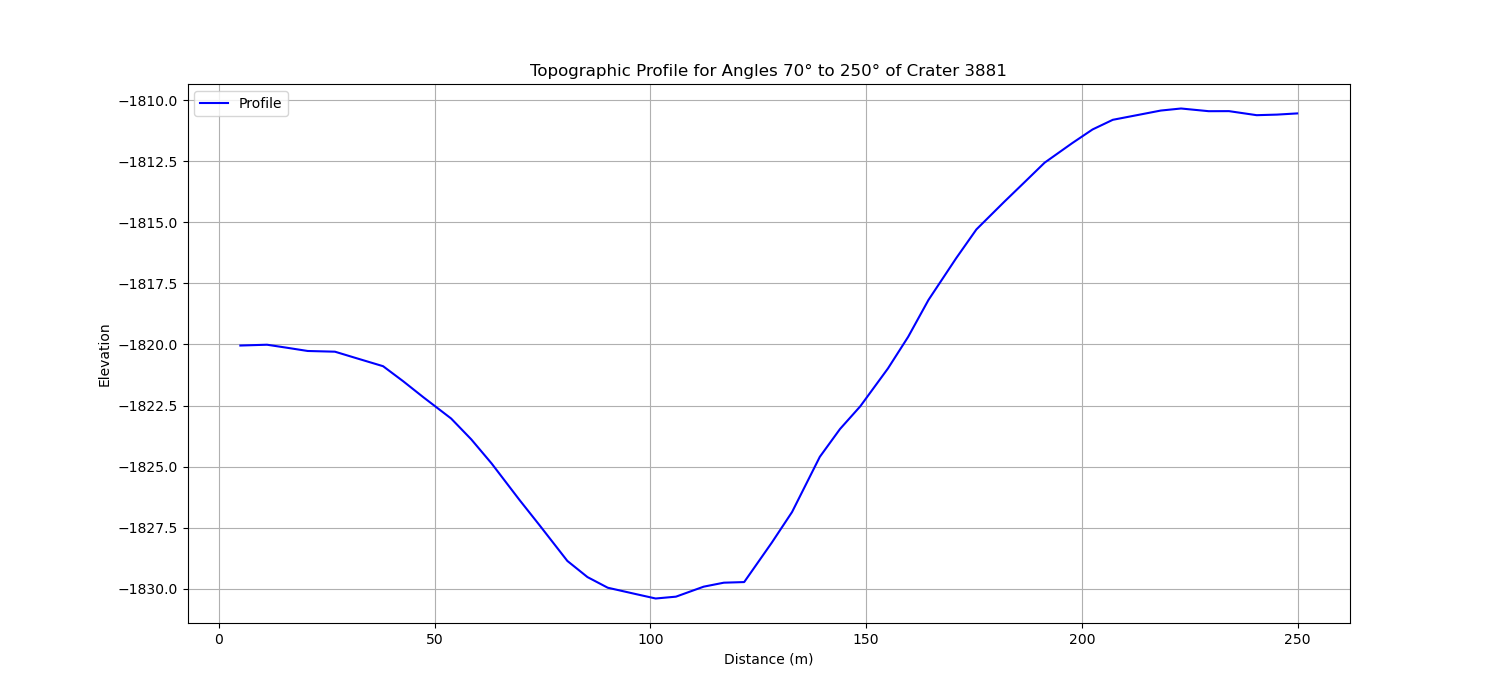 Topographic Profile for Angles 70° to 250° of Crater 3881
Profile
−1810.0
−1812.5
−1815.0
−1817.5
−1820.0
−1822.5
−1825.0
−1827.5
−1830.0
Elevation
0 50 100 150 200 250
Distance (m)